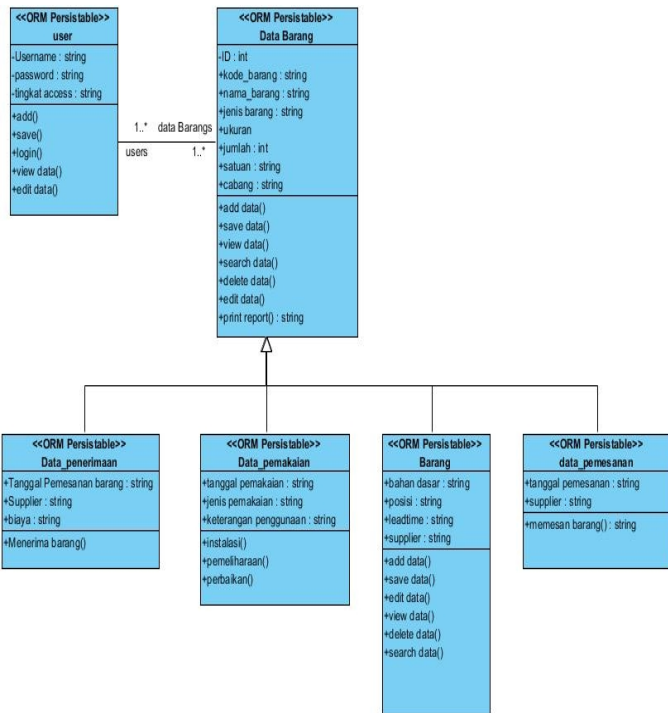 <<ORM Persistable>>
user
-Username : string
-password : string
-tingkat access : string
+add()
+save()
+login()
+view data()
+edit data()
1..* data Barangs
users 1..*
<<ORM Persistable>>
Data Barang
-ID : int
+kode_barang : string
+nama_barang : string
+jenis barang : string
+ukuran
+jumlah : int
+satuan : string
+cabang : string
+add data()
+save data()
+view data()
+search data()
+delete data()
+edit data()
+print report() : string
<<ORM Persistable>>
Data_penerimaan
+Tanggal Pemesanan barang : string
+Supplier : string
+biaya : string
+Menerima barang()
<<ORM Persistable>>
Data_pemakaian
+tanggal pemakaian : string
+jenis pemakaian : string
+keterangan penggunaan : string
+instalasi()
+pemeliharaan()
+perbaikan()
<<ORM Persistable>>
Barang
+bahan dasar : string
+posisi : string
+leadtime : string
+supplier : string
+add data()
+save data()
+edit data()
+view data()
+delete data()
+search data()
<<ORM Persistable>>
data_pemesanan
+tanggal pemesanan : string
+supplier : string
+memesan barang() : string